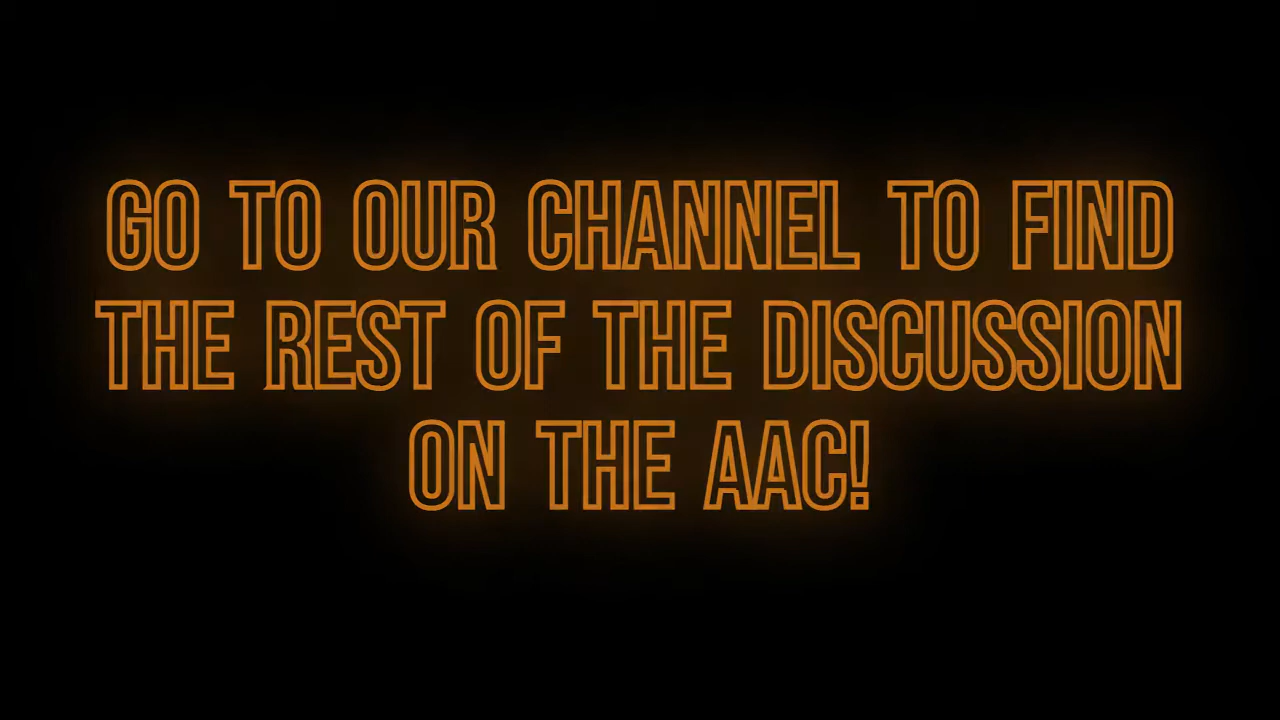 GO TO OUR CHANNEL TO FIND
THE REST OF THE DISCUSSION
ON THE AAC!